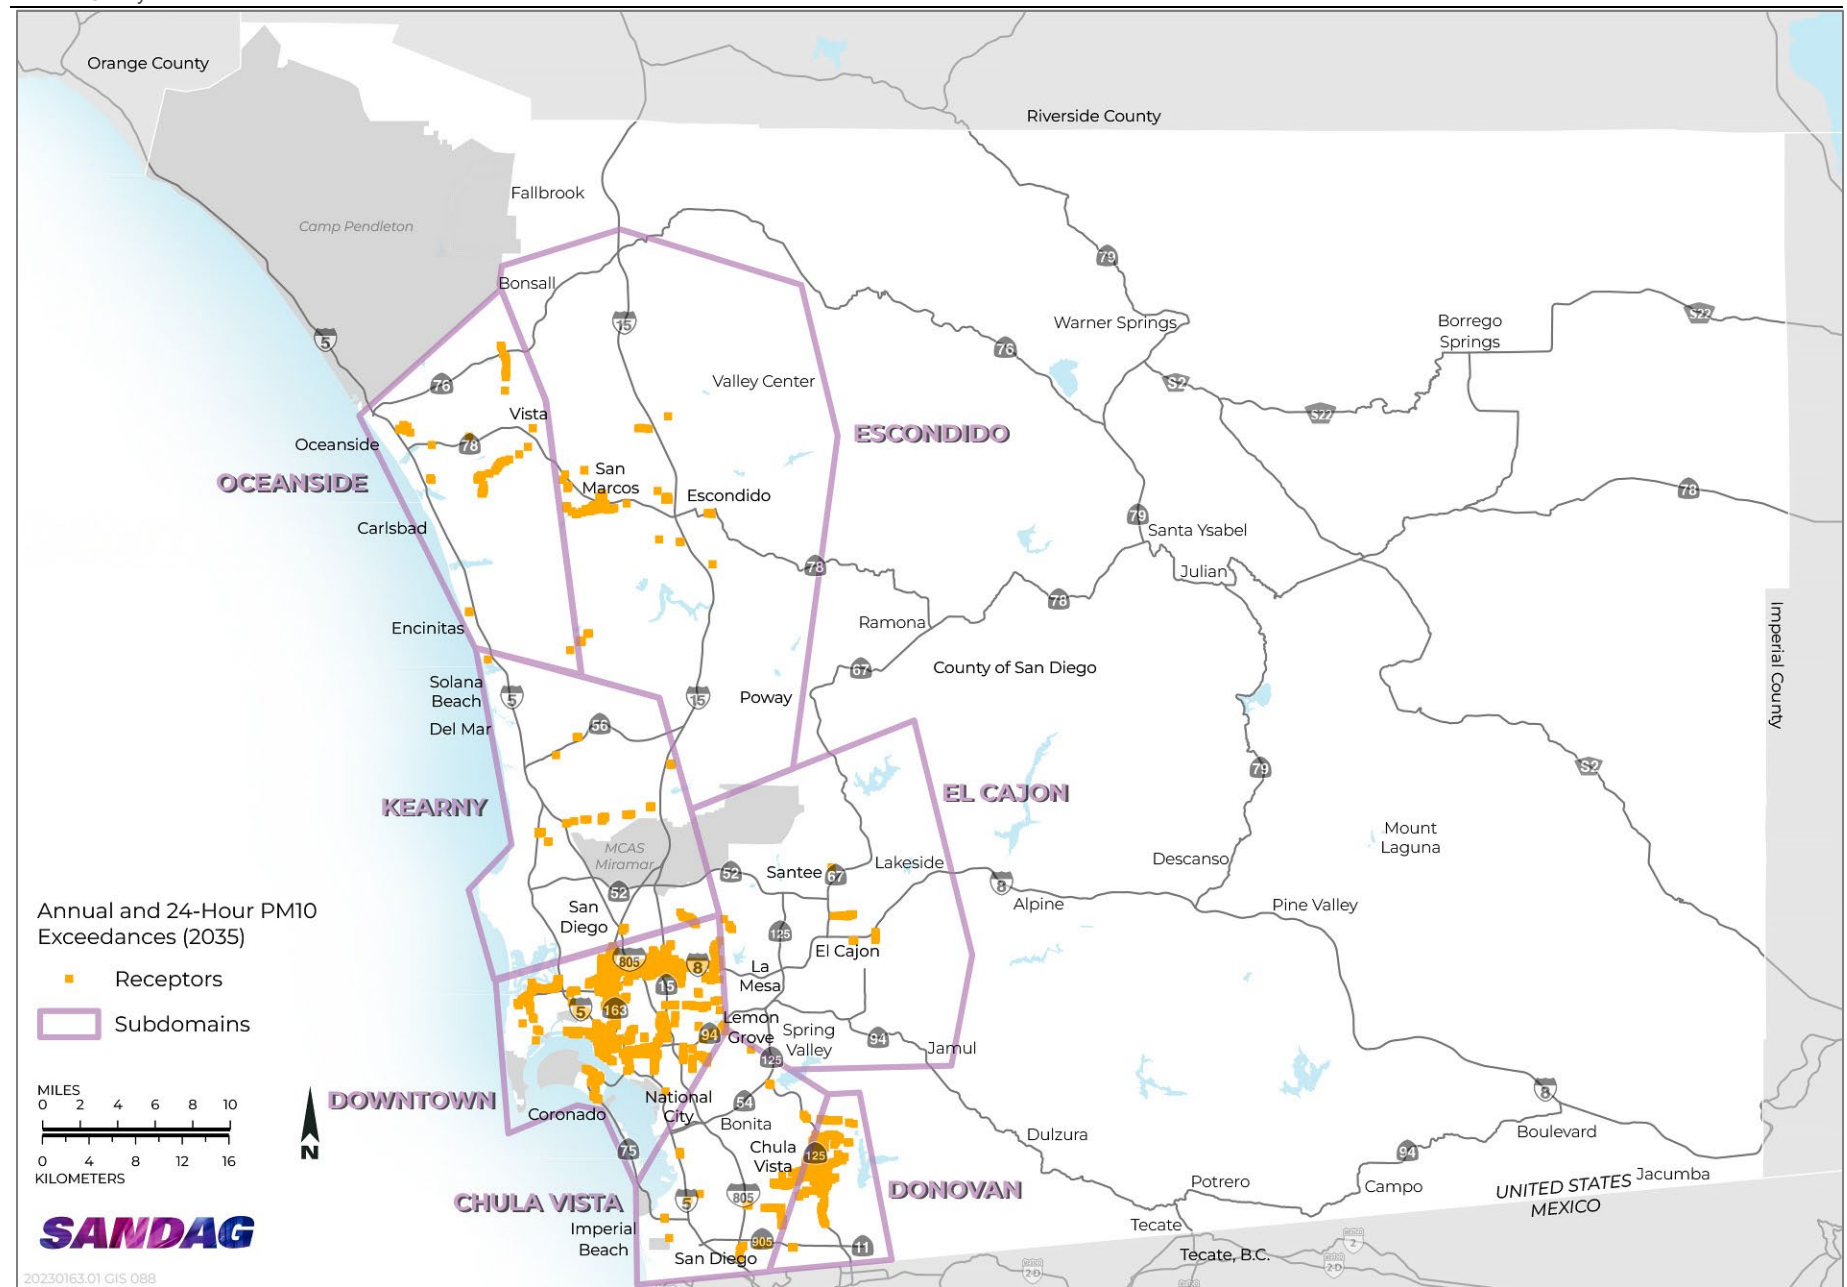 Orange County
Riverside County
Fallbrook
Camp Pendleton
79
Bonsall
15
Warner Springs
Borrego
Springs
S22
5
76
S2
76
Valley Center
S22
Vista
Oceanside
78
ESCONDIDO
OCEANSIDE
San
Marcos
Escondido
78
Carlsbad
79
Santa Ysabel
78
Julian
78
Encinitas
Ramona
Imperial County
67
County of San Diego
Solana
Beach
5
15
Poway
Del Mar
56
79
S2
KEARNY
EL CAJON
MCAS
Miramar
Mount
Laguna
52
Santee
67
Lakeside
Descanso
52
8
Alpine
Pine Valley
Annual and 24-Hour PM10
Exceedances (2035)
San
Diego
125
El Cajon
805
8
La
Mesa
Receptors
15
5
163
Subdomains
94
Lemon
Grove
Spring
Valley
94
Jamul
125
MILES
0 2 4 6 8 10
0 4 8 12 16
KILOMETERS
N
DOWNTOWN
Coronado
National
City
54
Bonita
8
Boulevard
Dulzura
75
Chula
Vista
125
94
Jacumba
CHULA VISTA
5
805
DONOVAN
Potrero
Campo
UNITED STATES
MEXICO
SANDAG
Imperial
Beach
San Diego
905
11
Tecate
Tecate, B.C.
2
2-D
2-D
20230163.01 GIS 088